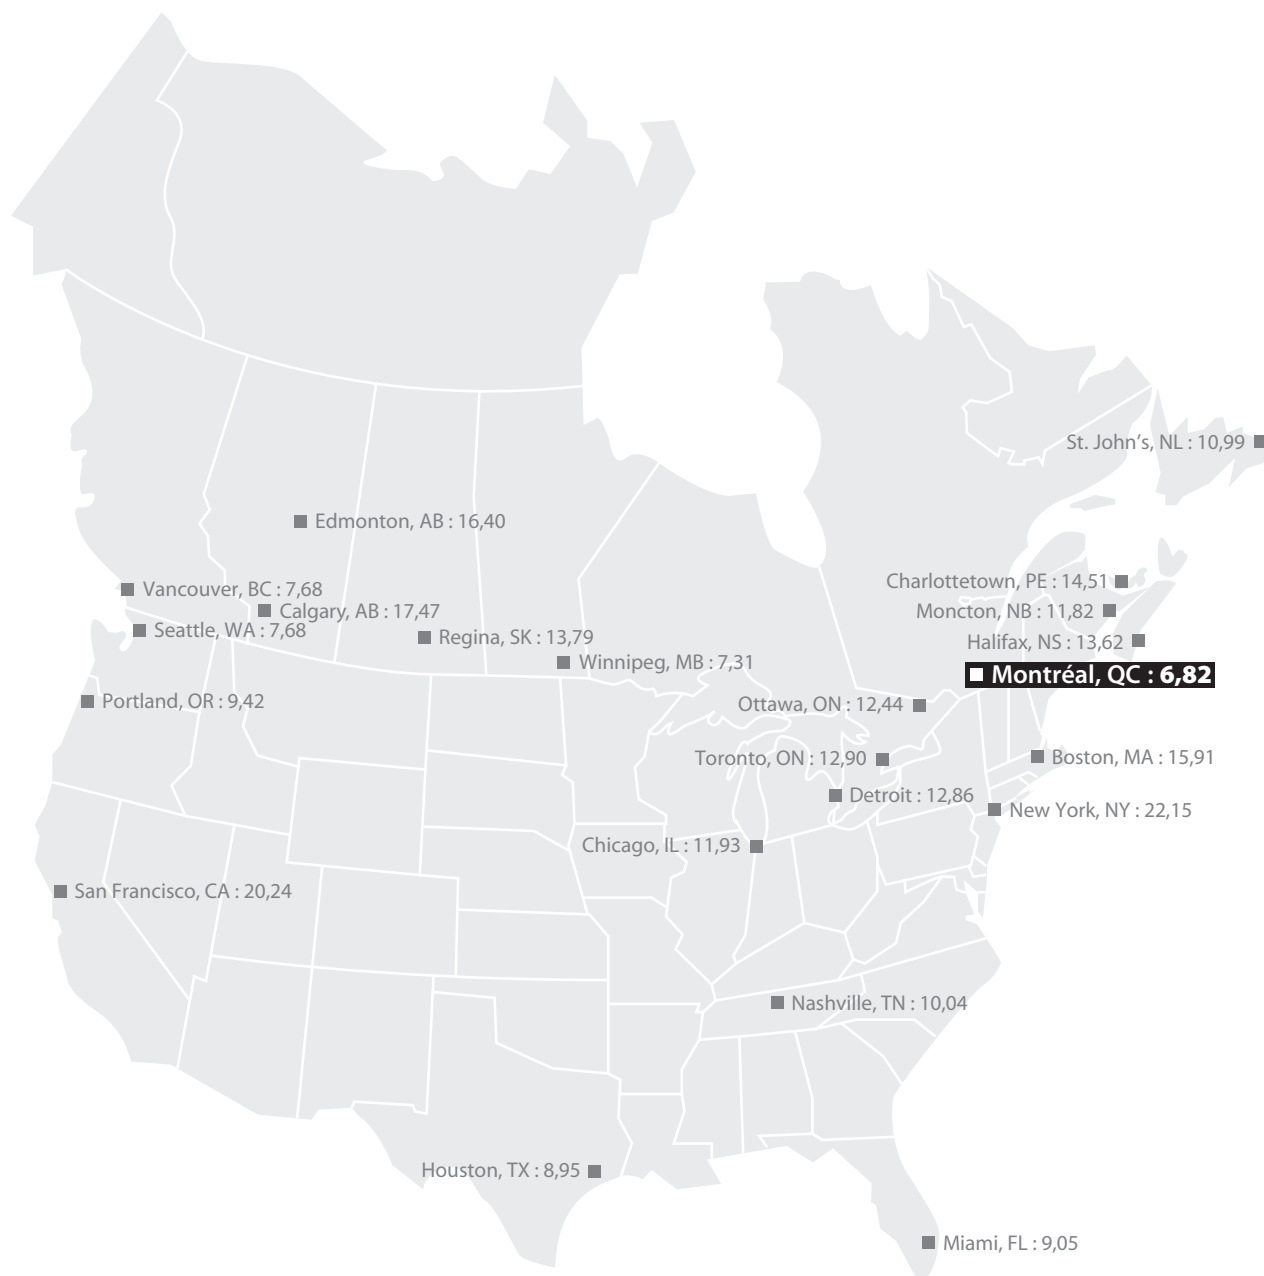 St. John’s, NL : 10,99
Edmonton, AB : 16,40
Charlottetown, PE : 14,51
Vancouver, BC : 7,68
Calgary, AB : 17,47
Moncton, NB : 11,82
Seattle, WA : 7,68
Regina, SK : 13,79
Halifax, NS : 13,62
Winnipeg, MB : 7,31
Montréal, QC : 6,82
Portland, OR : 9,42
Ottawa, ON : 12,44
Toronto, ON : 12,90
Boston, MA : 15,91
Detroit : 12,86
New York, NY : 22,15
Chicago, IL : 11,93
San Francisco, CA : 20,24
Nashville, TN : 10,04
Houston, TX : 8,95
Miami, FL : 9,05